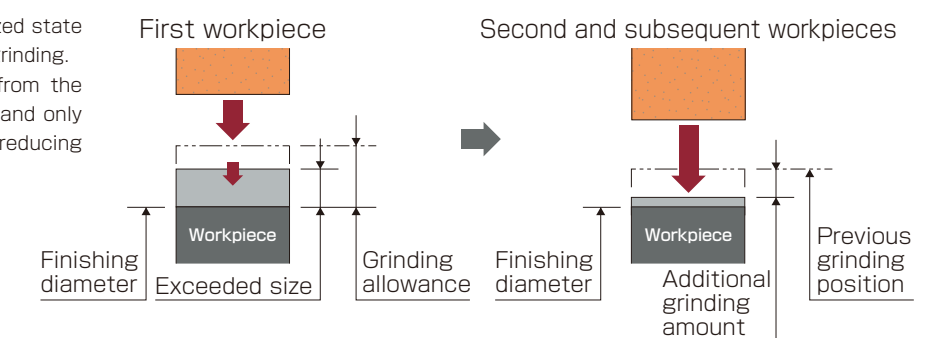 zed state
rinding.
from the
and only
reducing
First workpiece
Workpiece
Finishing
diameter
Exceeded size
Grinding
allowance
Second and subsequent workpieces
Workpiece
Finishing
diameter
Additional
grinding
amount
Previous
grinding
position